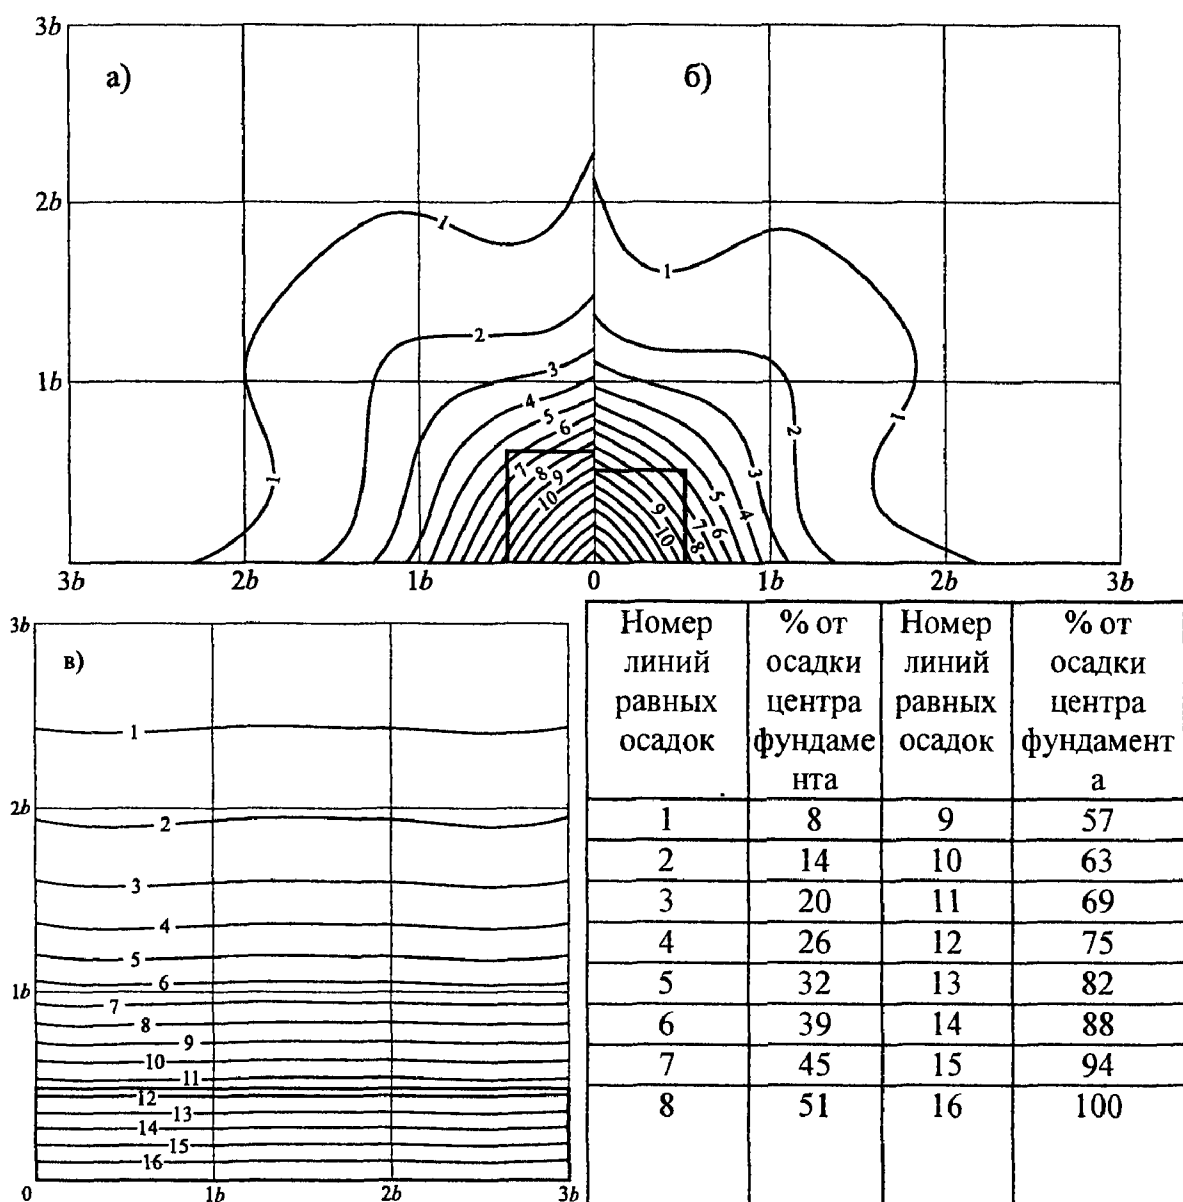 3b
а)
б)
1
2b
1
2
3
1b
4
5
6
7
8
9
10
1
1
2
3
5
4
9
7
6
10
8
3b
2b
1b
0
1b
2b
3b
3b
в)
1
2b
2
3
4
5
6
1b
7
8
9
10
11
12
13
14
15
16
0
1b
2b
3b
Номер % от Номер % от
линий осадки линий осадки
равных центра равных центра
осадок фундаме осадок фундамент
нта а
1 8 9 57
2 14 10 63
3 20 11 69
4 26 12 75
5 32 13 82
6 39 14 88
7 45 15 94
8 51 16 100